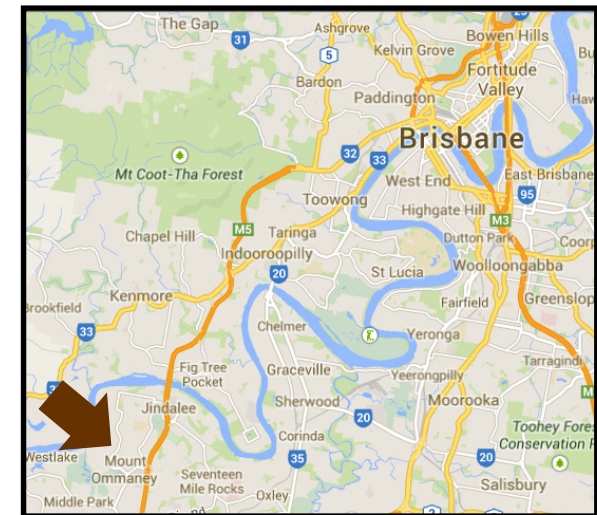 The Gap
Ashgrove
31
5
Kelvin Grove
Bowen Hills
Bardon
Fortitude
Valley
Paddington
Brisbane
32
33
Mt Coot-Tha Forest
West End
East Brisbane
95
Toowong
Highgate Hill
M3
Chapel Hill
M5
Taringa
Dutton Park
Indooroopilly
20
St Lucia
Woolloongabba
Kenmore
Fairfield
33
Chelmer
Yeronga
Fig Tree
Pocket
Graceville
Yeerongpilly
Tarragindi
Jindalee
Sherwood
20
Moorooka
Corinda
Toohey Fores
Conservation
Westlake
Mount
Ommaney
35
20
Seventeen
Mile Rocks
Oxley
Salisbury
Middle Park
2